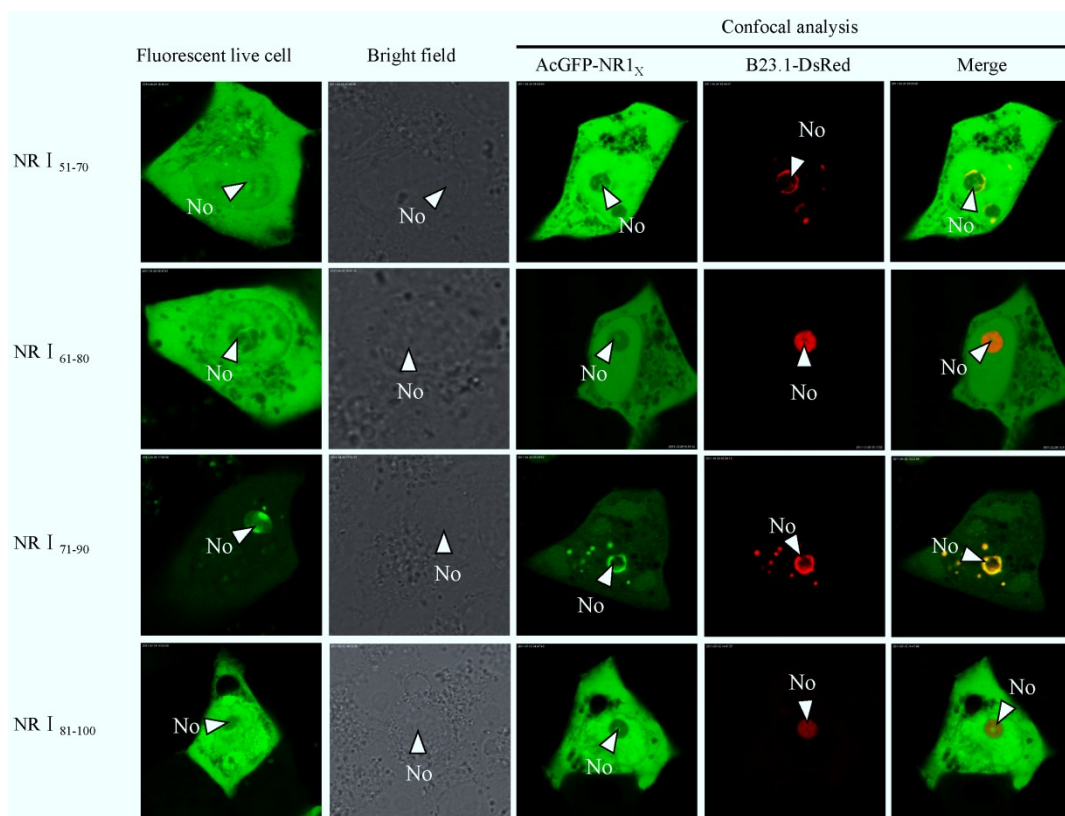 Confocal analysis
Fluorescent live cell Bright field AcGFP-NR1X B23.1-DsRed Merge
NR I 51-70 No No No No No
NR I 61-80 No No No No No
NR I 71-90 No No No No No
NR I 81-100 No No No No No